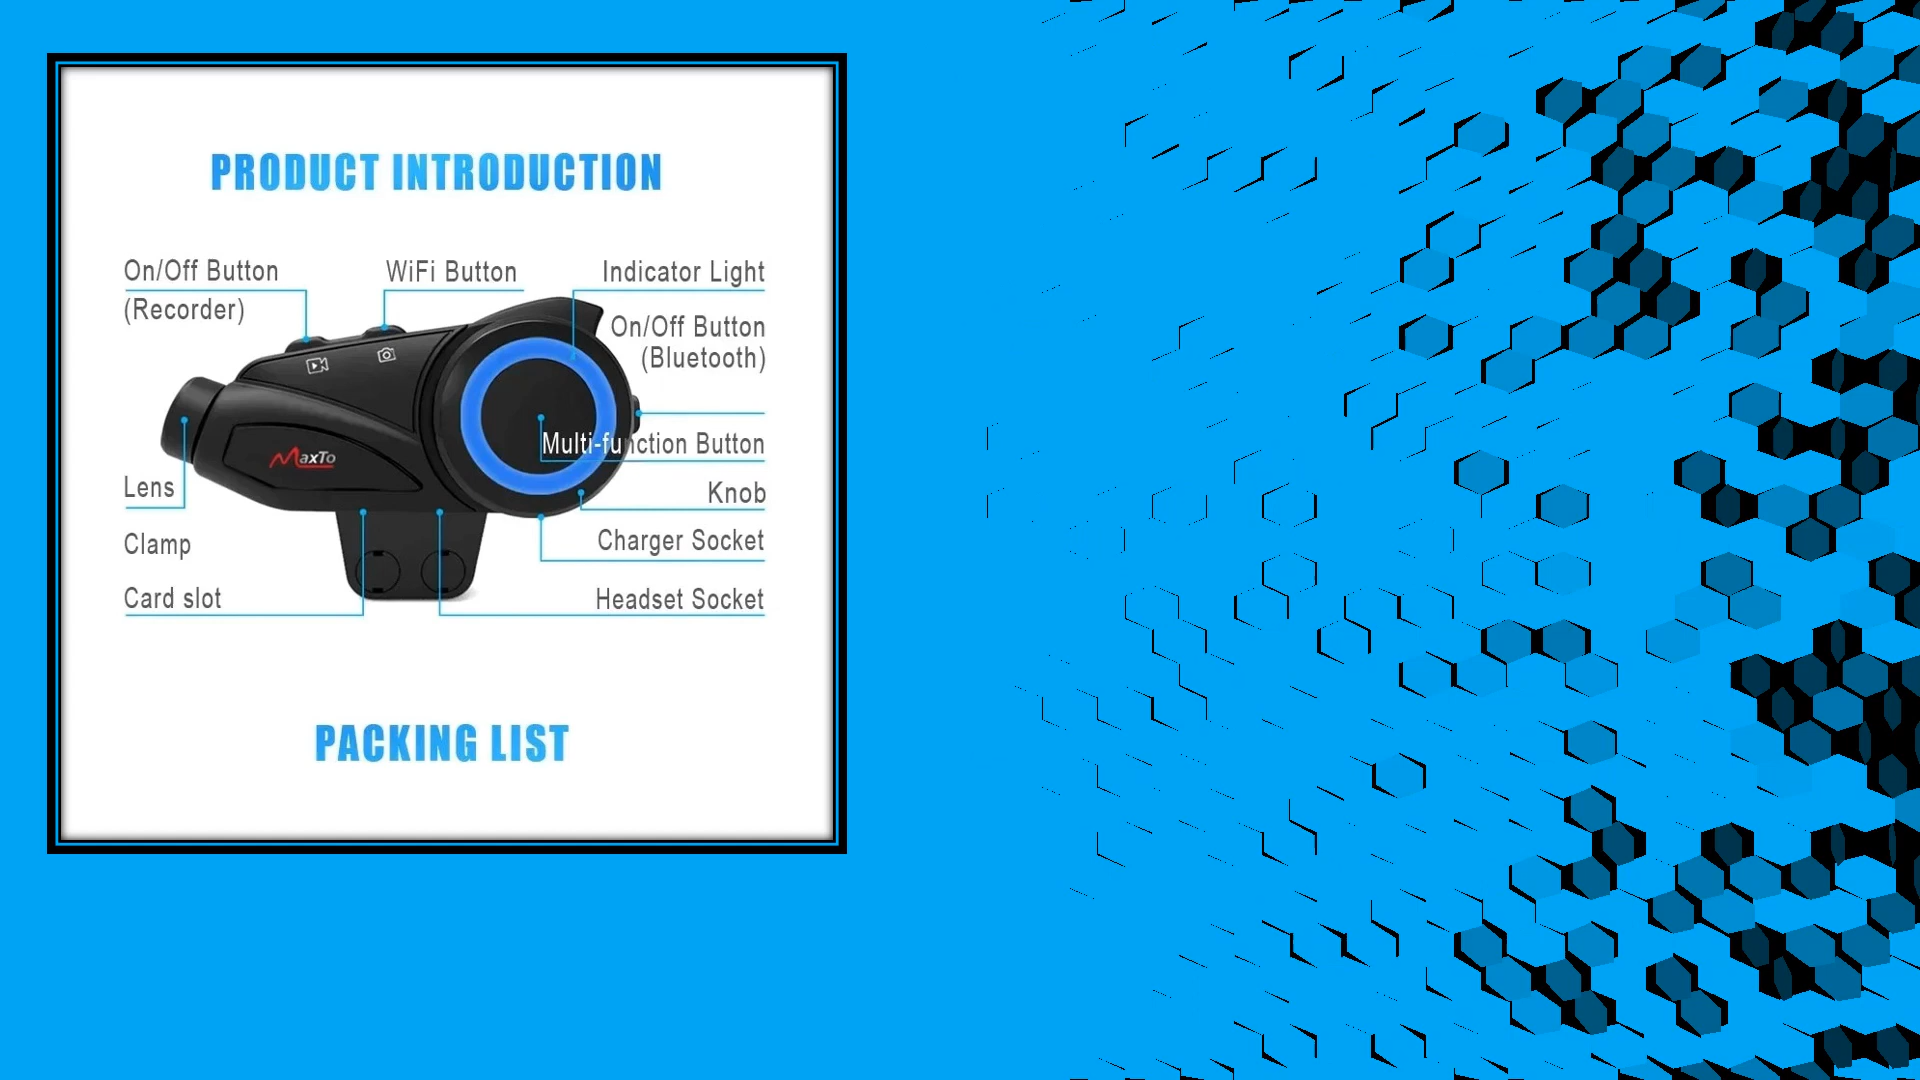 PRODUCT INTRODUCTION
On/Off Button
(Recorder)
WiFi Button
Indicator Light
On/Off Button
(Bluetooth)
MaxTo
Multi-function Button
Lens
Knob
Clamp
Charger Socket
Card slot
Headset Socket
PACKING LIST